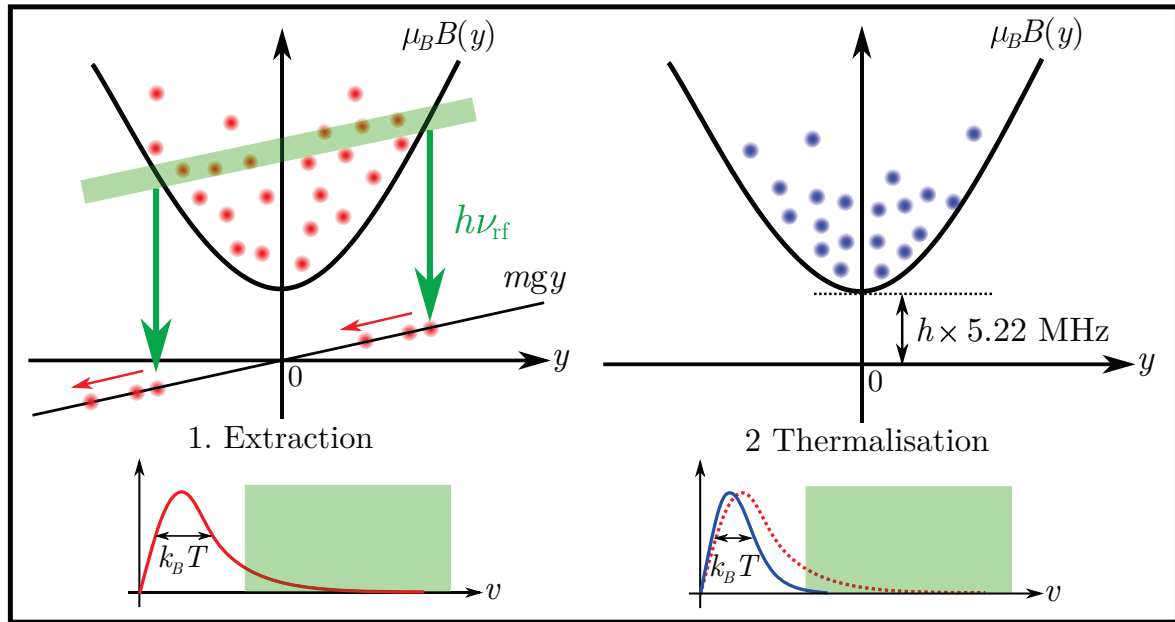 μ_B B(y)
hν_rf
mgy
y
0
1. Extraction
k_B T
v
μ_B B(y)
h × 5.22 MHz
y
0
2 Thermalisation
k_B T
v